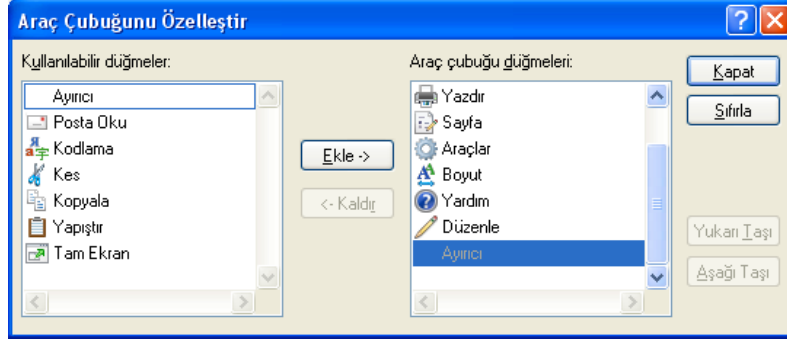 Araç Çubuğunu Özelleştir
Kullanılabilir düğmeler:
Ayırıcı
Posta Oku
Kodlama
Kes
Kopyala
Yapıştır
Tam Ekran
Ekle ->
<- Kaldır
Araç çubuğu düğmeleri:
Yazdır
Sayfa
Araçlar
Boyut
Yardım
Düzenle
Ayırıcı
Kapat
Sıfırla
Yukarı Taşı
Aşağı Taşı